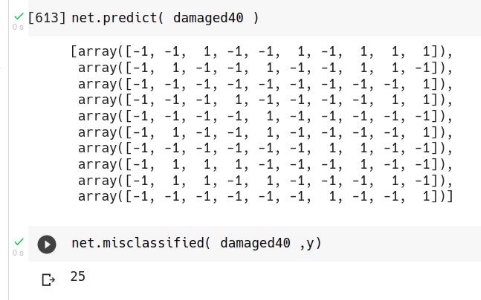 [613] net.predict( damaged40 )
0s
[array([-1, -1,  1, -1, -1,  1, -1,  1,  1,  1]),
array([-1,  1, -1, -1,  1, -1, -1,  1,  1, -1]),
array([-1, -1, -1, -1, -1, -1, -1, -1, -1,  1]),
array([-1, -1, -1,  1, -1, -1, -1, -1,  1,  1]),
array([-1, -1, -1, -1,  1, -1, -1, -1, -1, -1]),
array([-1,  1, -1, -1,  1, -1, -1, -1,  1,  1]),
array([-1, -1, -1, -1, -1, -1,  1, -1,  1, -1]),
array([-1,  1,  1,  1, -1, -1, -1,  1,  1, -1]),
array([-1,  1,  1, -1,  1, -1, -1, -1,  1, -1]),
array([-1, -1, -1, -1, -1, -1,  1, -1, -1,  1])]
net.misclassified( damaged40 ,y)
0s
25